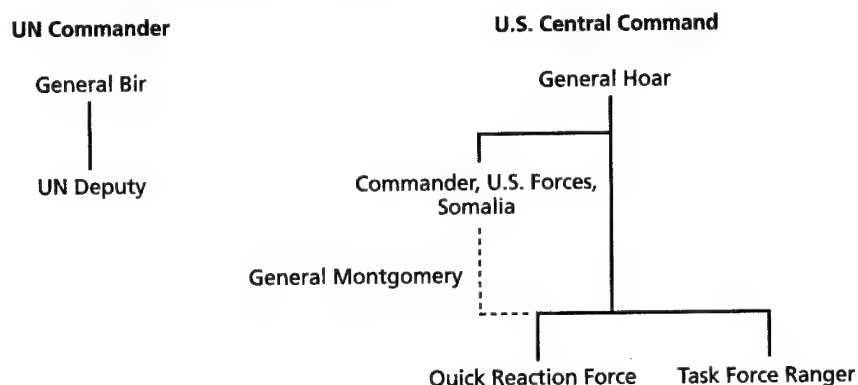 UN Commander
General Bir
UN Deputy
U.S. Central Command
General Hoar
Commander, U.S. Forces,
Somalia
General Montgomery
Quick Reaction Force
Task Force Ranger